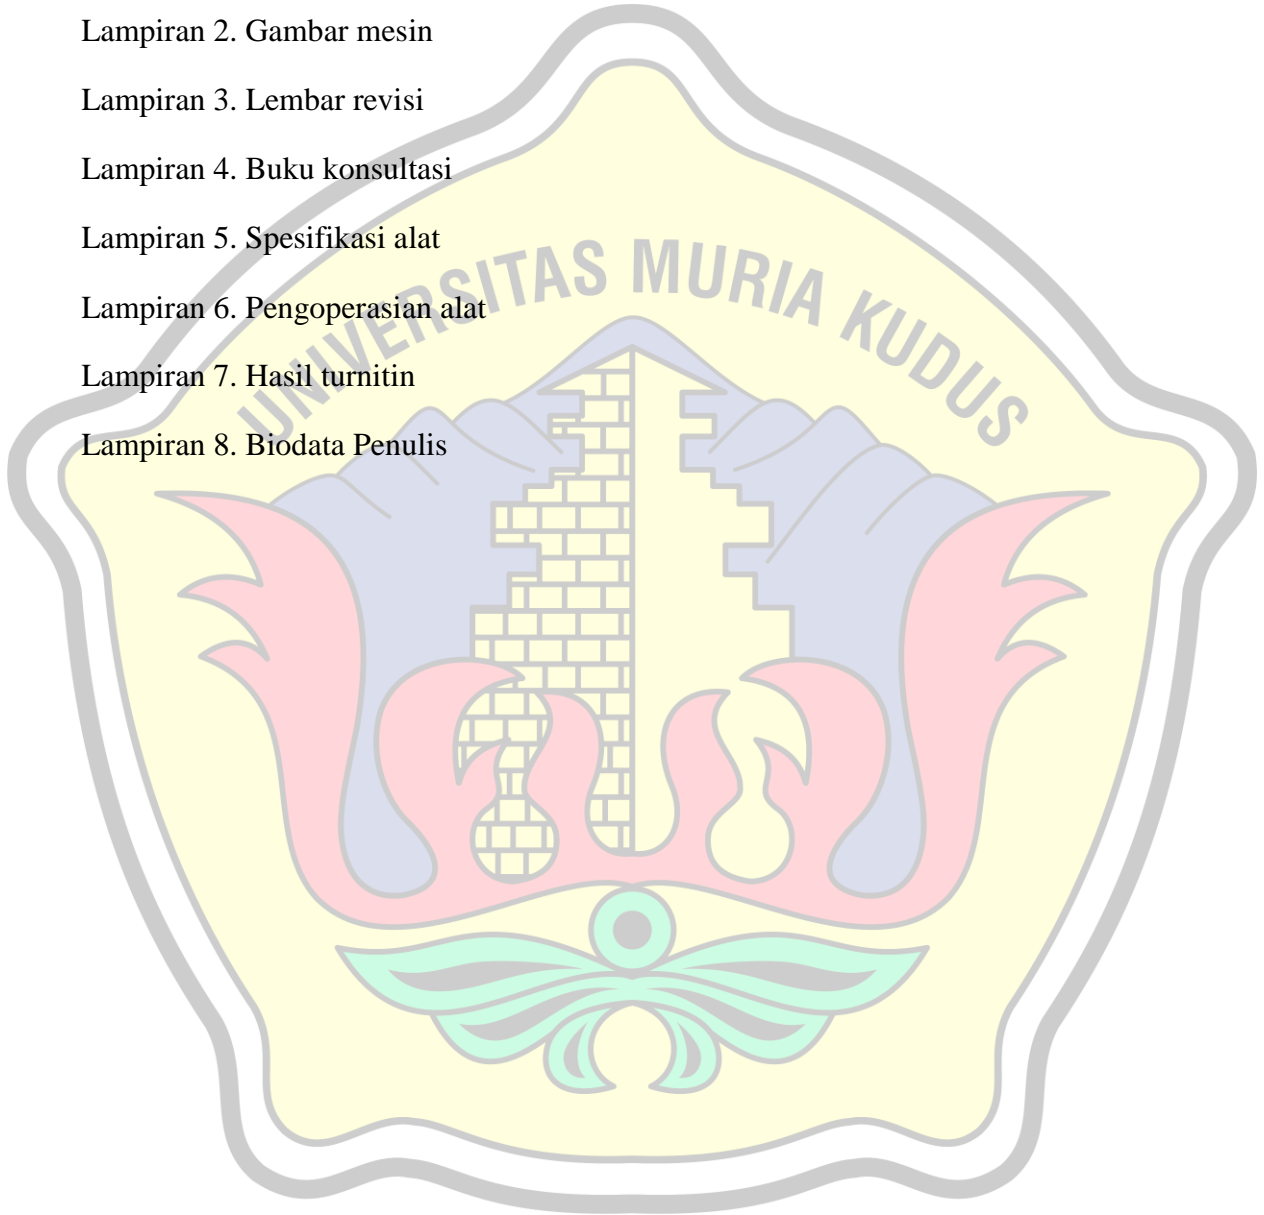 Lampiran 2. Gambar mesin
Lampiran 3. Lembar revisi
Lampiran 4. Buku konsultasi
Lampiran 5. Spesifikasi alat
Lampiran 6. Pengoperasian alat
Lampiran 7. Hasil turnitin
Lampiran 8. Biodata Penulis
UNIVERSITAS MURIA KUDUS